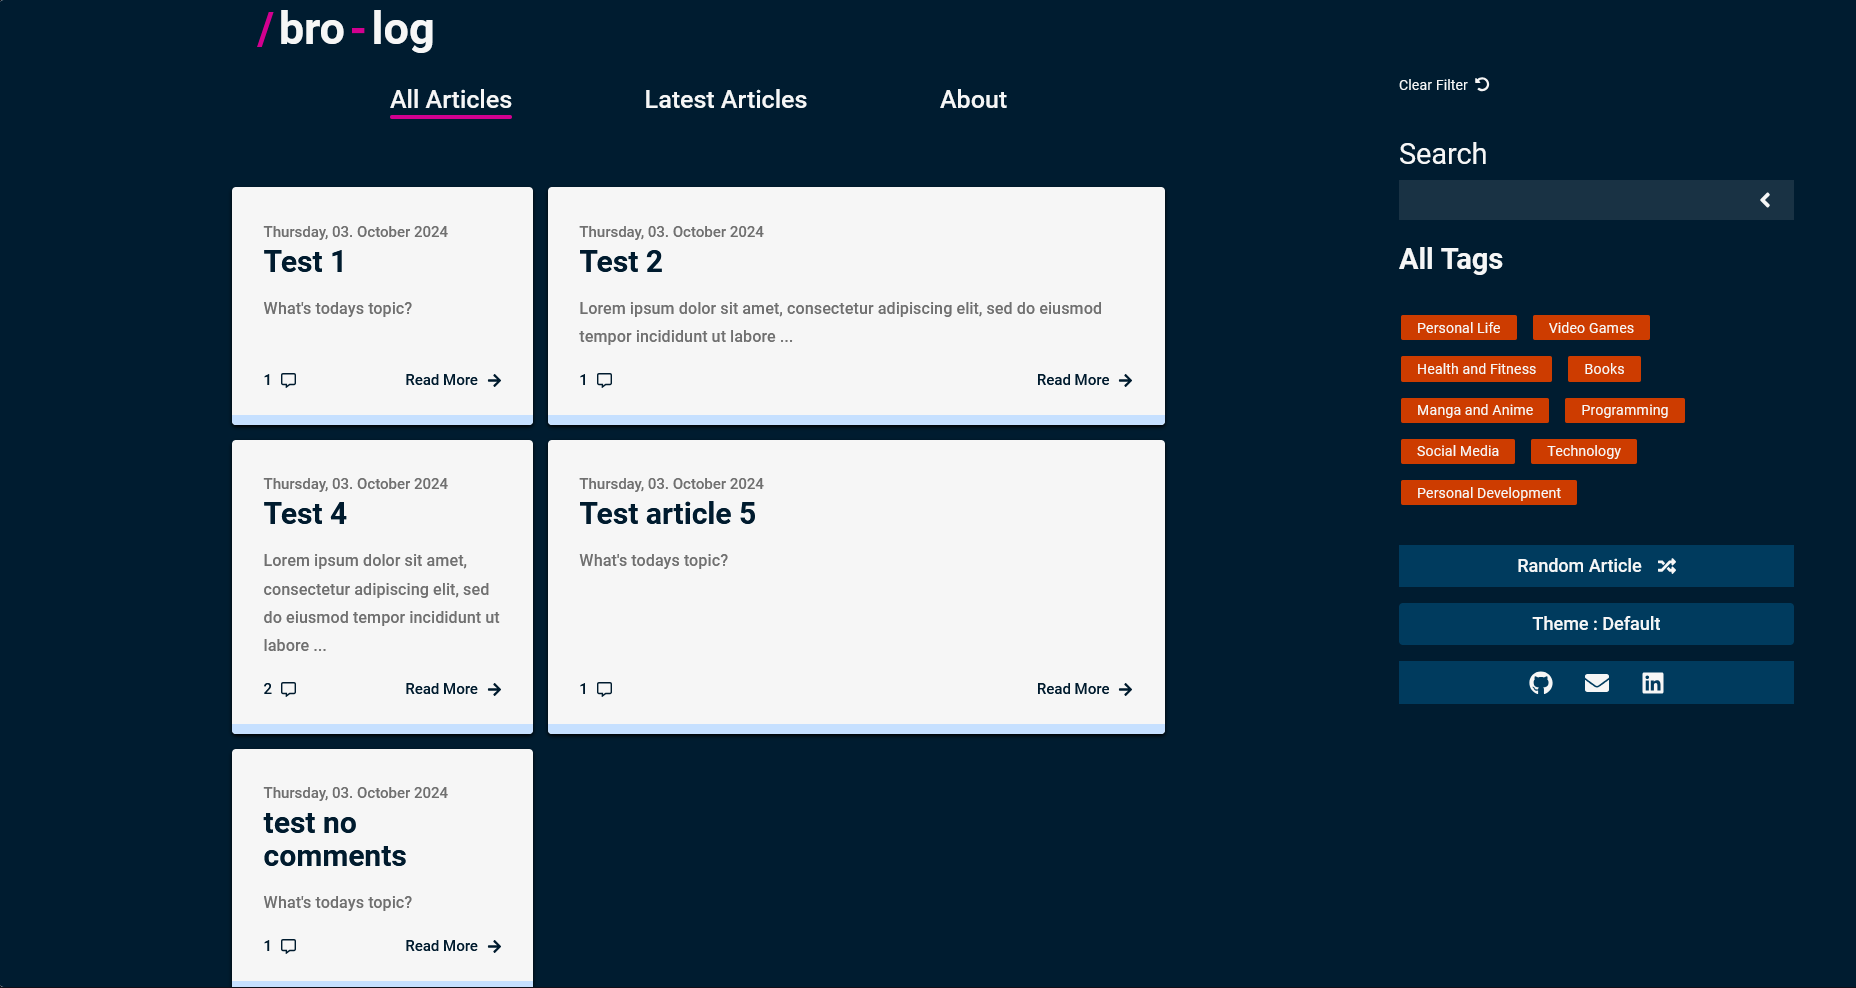 /bro-log
All Articles
Latest Articles
About
Thursday, 03. October 2024
Test 1
What's todays topic?
1
Read More
Thursday, 03. October 2024
Test 2
Lorem ipsum dolor sit amet, consectetur adipiscing elit, sed do eiusmod
tempor incididunt ut labore ...
1
Read More
Thursday, 03. October 2024
Test 4
Lorem ipsum dolor sit amet,
consectetur adipiscing elit, sed
do eiusmod tempor incididunt ut
labore ...
2
Read More
Thursday, 03. October 2024
Test article 5
What's todays topic?
1
Read More
Thursday, 03. October 2024
test no
comments
What's todays topic?
1
Read More
Clear Filter
Search
All Tags
Personal Life
Video Games
Health and Fitness
Books
Manga and Anime
Programming
Social Media
Technology
Personal Development
Random Article
Theme : Default